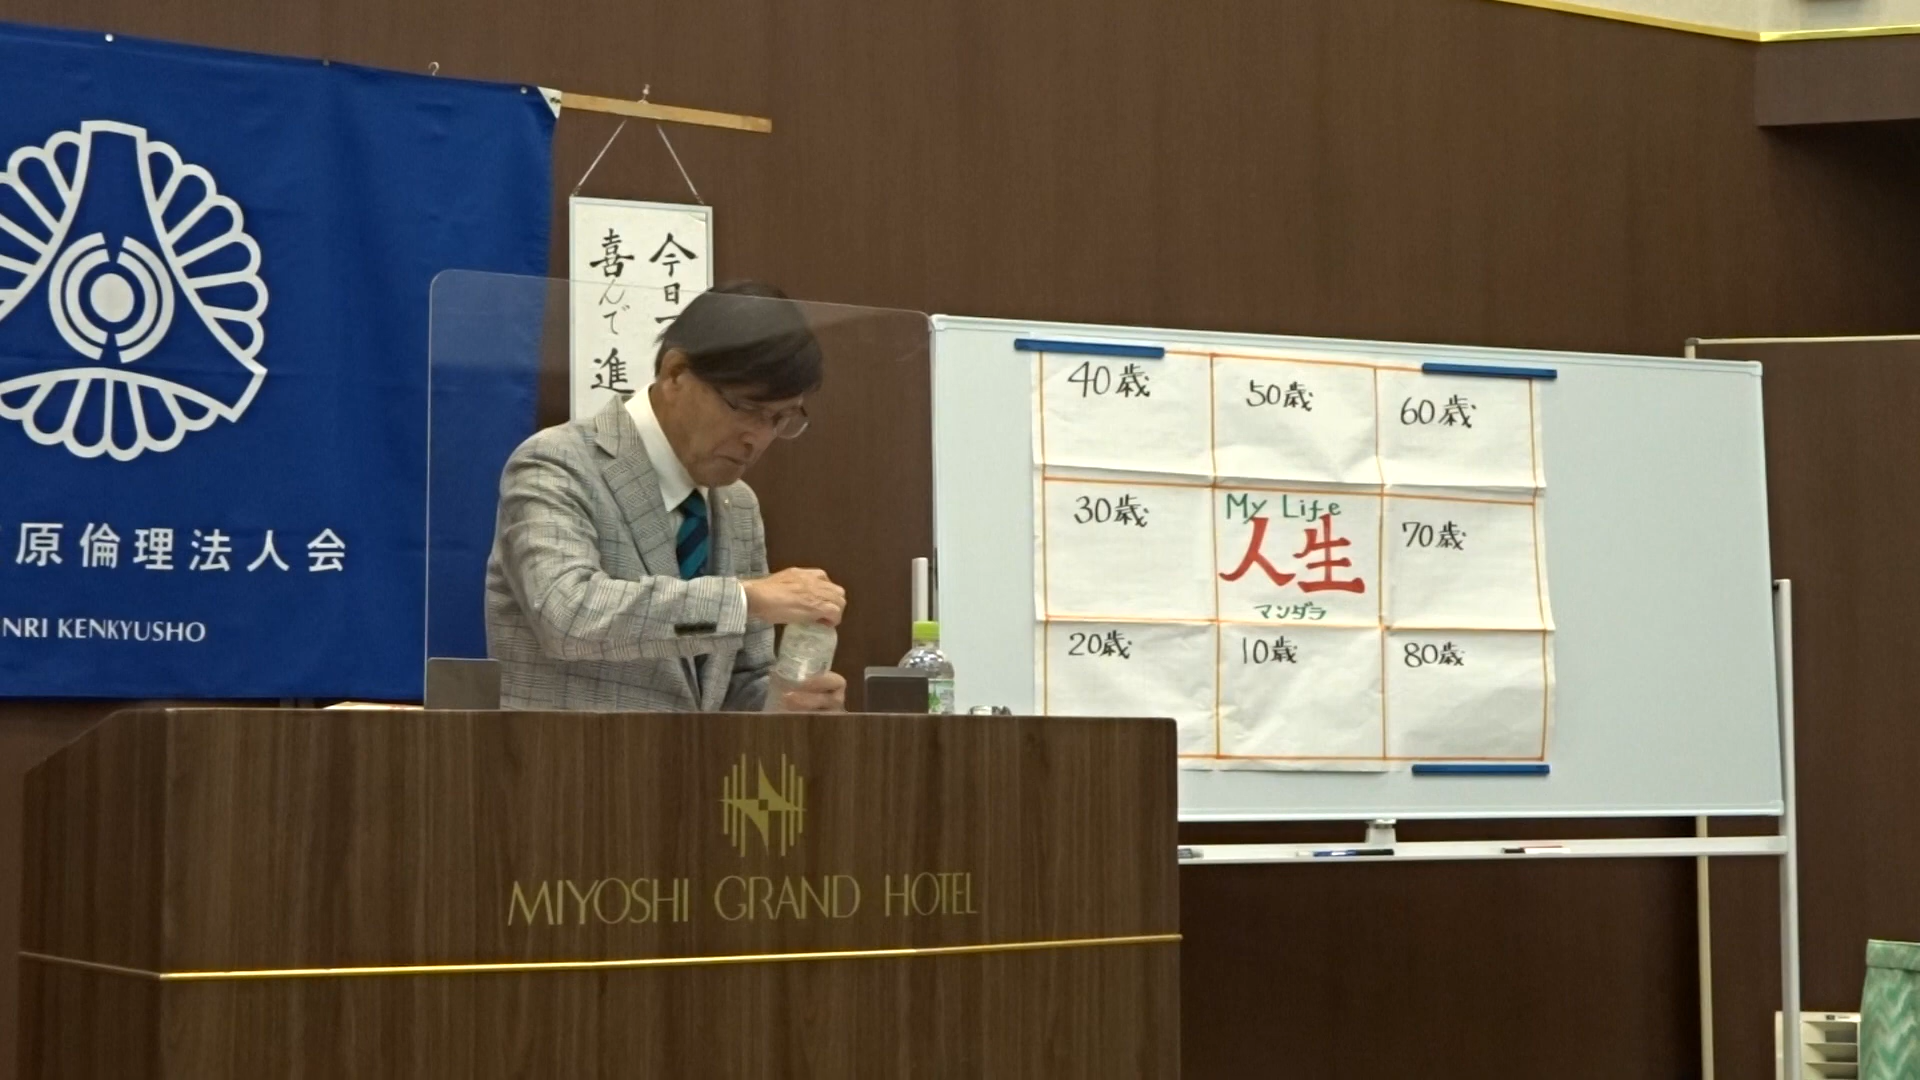 原倫理法人会
NRI KENKYUSHO
今日
喜んで進
40歳
50歳
60歳
30歳
My Life
人生
マンダラ
70歳
20歳
10歳
80歳
MIYOSHI GRAND HOTEL